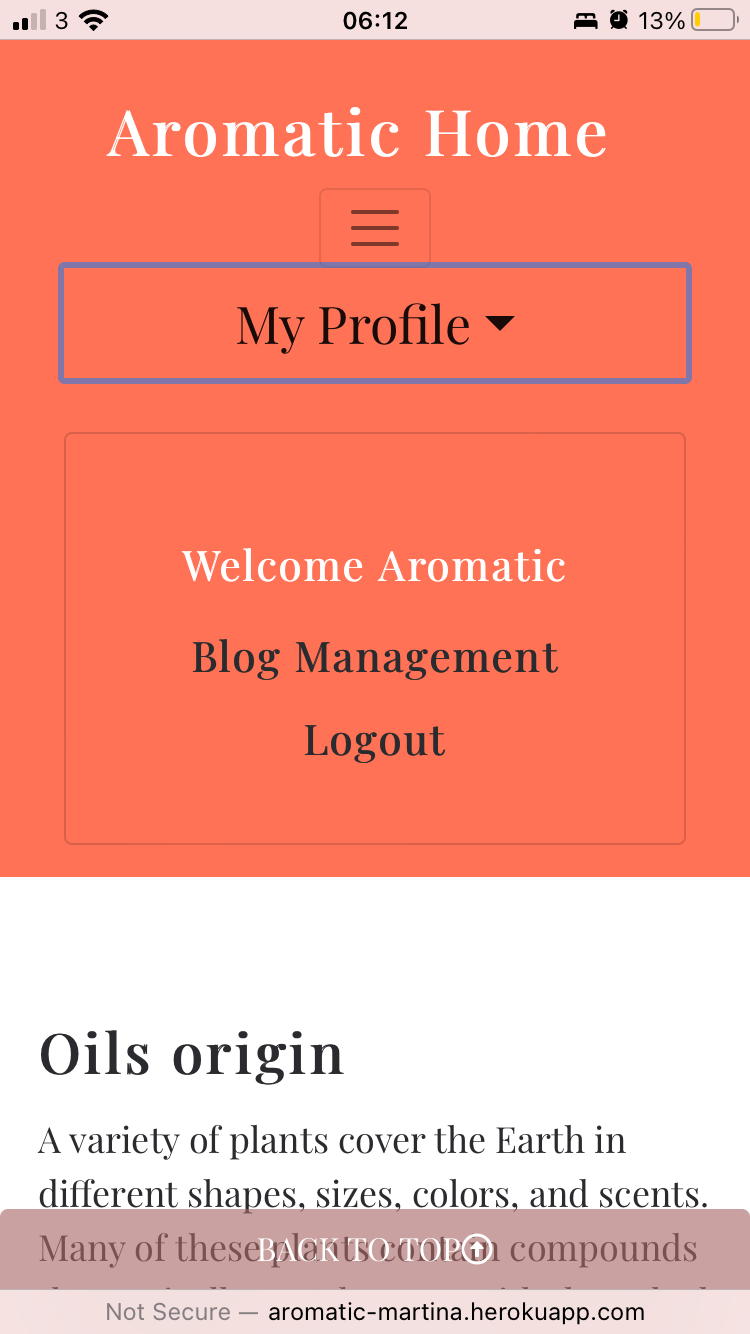 3 06:12 13%
Aromatic Home
My Profile
Welcome Aromatic
Blog Management
Logout
Oils origin
A variety of plants cover the Earth in
different shapes, sizes, colors, and scents.
Many of these plants contain compounds
BACK TO TOP
Not Secure — aromatic-martina.herokuapp.com